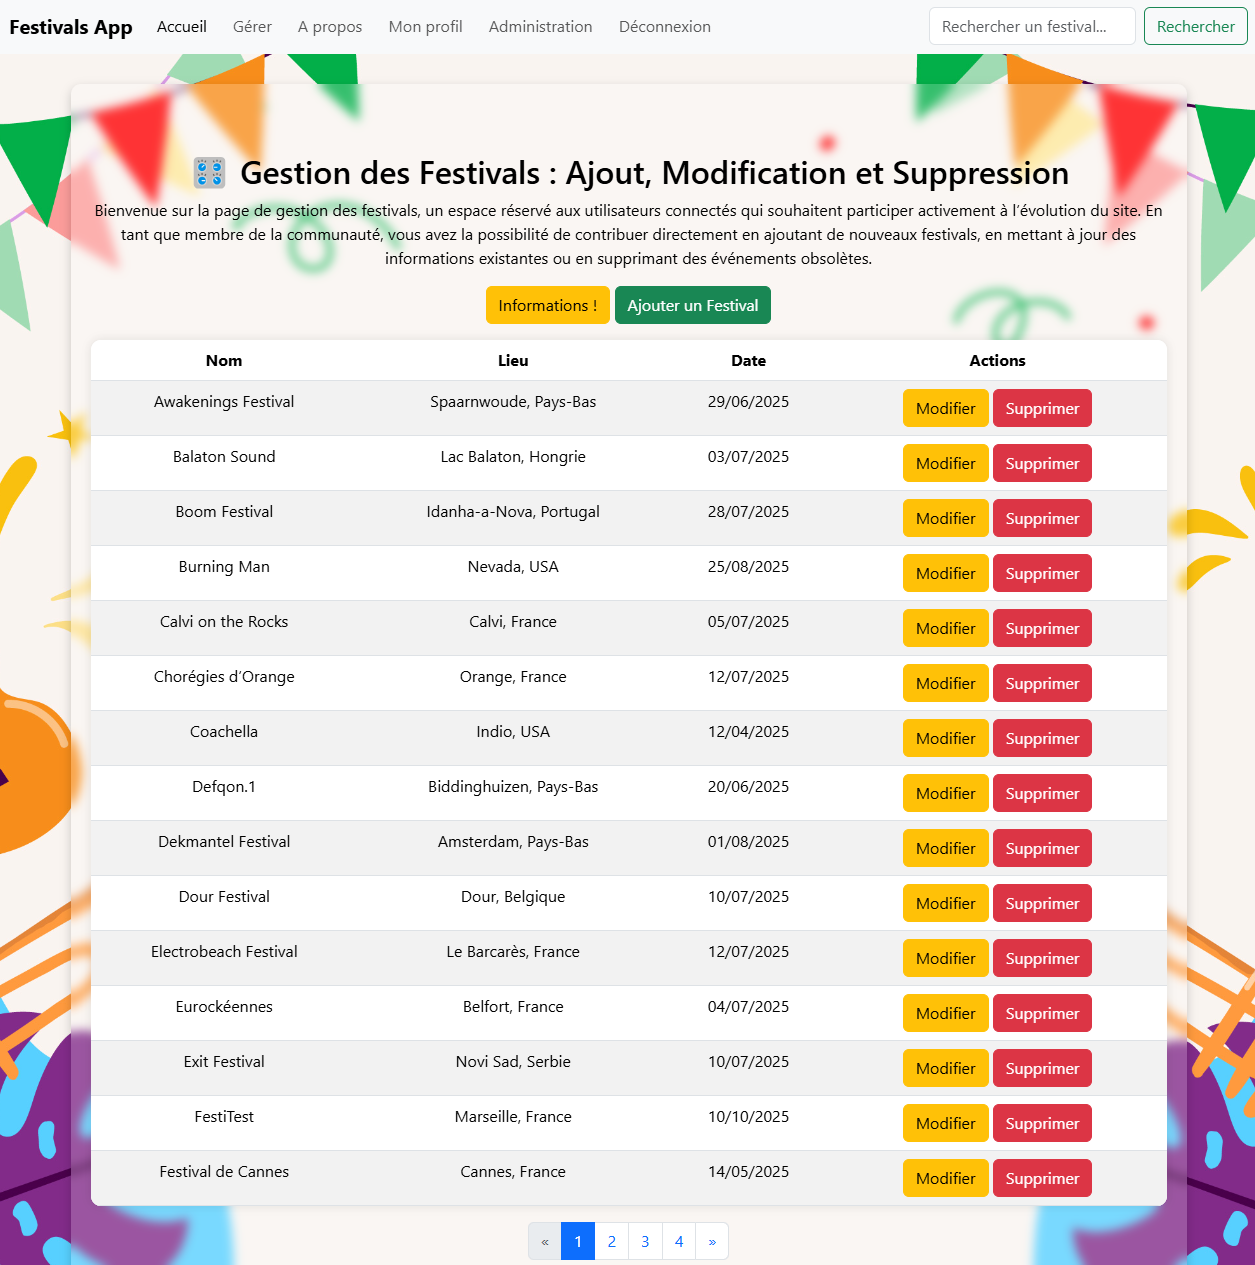 Festivals App Accueil Gérer A propos Mon profil Administration Déconnexion Rechercher un festival... Rechercher
Gestion des Festivals : Ajout, Modification et Suppression
Bienvenue sur la page de gestion des festivals, un espace réservé aux utilisateurs connectés qui souhaitent participer activement à l’évolution du site. En
tant que membre de la communauté, vous avez la possibilité de contribuer directement en ajoutant de nouveaux festivals, en mettant à jour des
informations existantes ou en supprimant des événements obsolètes.
Informations ! Ajouter un Festival
Nom Lieu Date Actions
Awakenings Festival Spaarnwoude, Pays-Bas 29/06/2025 Modifier Supprimer
Balaton Sound Lac Balaton, Hongrie 03/07/2025 Modifier Supprimer
Boom Festival Idanha-a-Nova, Portugal 28/07/2025 Modifier Supprimer
Burning Man Nevada, USA 25/08/2025 Modifier Supprimer
Calvi on the Rocks Calvi, France 05/07/2025 Modifier Supprimer
Chorégies d’Orange Orange, France 12/07/2025 Modifier Supprimer
Coachella Indio, USA 12/04/2025 Modifier Supprimer
Defqon.1 Biddinghuizen, Pays-Bas 20/06/2025 Modifier Supprimer
Dekmantel Festival Amsterdam, Pays-Bas 01/08/2025 Modifier Supprimer
Dour Festival Dour, Belgique 10/07/2025 Modifier Supprimer
Electrobeach Festival Le Barcarès, France 12/07/2025 Modifier Supprimer
Eurockéennes Belfort, France 04/07/2025 Modifier Supprimer
Exit Festival Novi Sad, Serbie 10/07/2025 Modifier Supprimer
FestiTest Marseille, France 10/10/2025 Modifier Supprimer
Festival de Cannes Cannes, France 14/05/2025 Modifier Supprimer
« 1 2 3 4 »